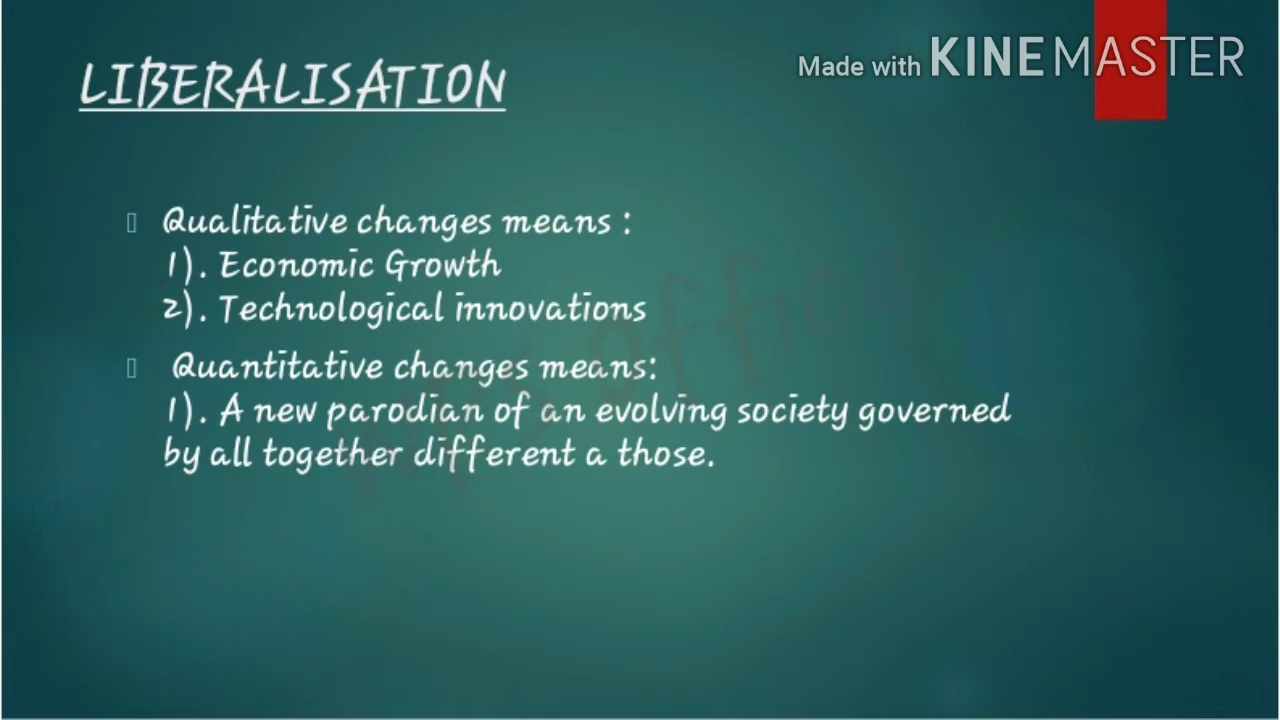 Made with KINEMASTER
LIBERALISATION
Qualitative changes means :
1). Economic Growth
2). Technological innovations
Quantitative changes means:
1). A new parodian of an evolving society governed
by all together different a those.
office